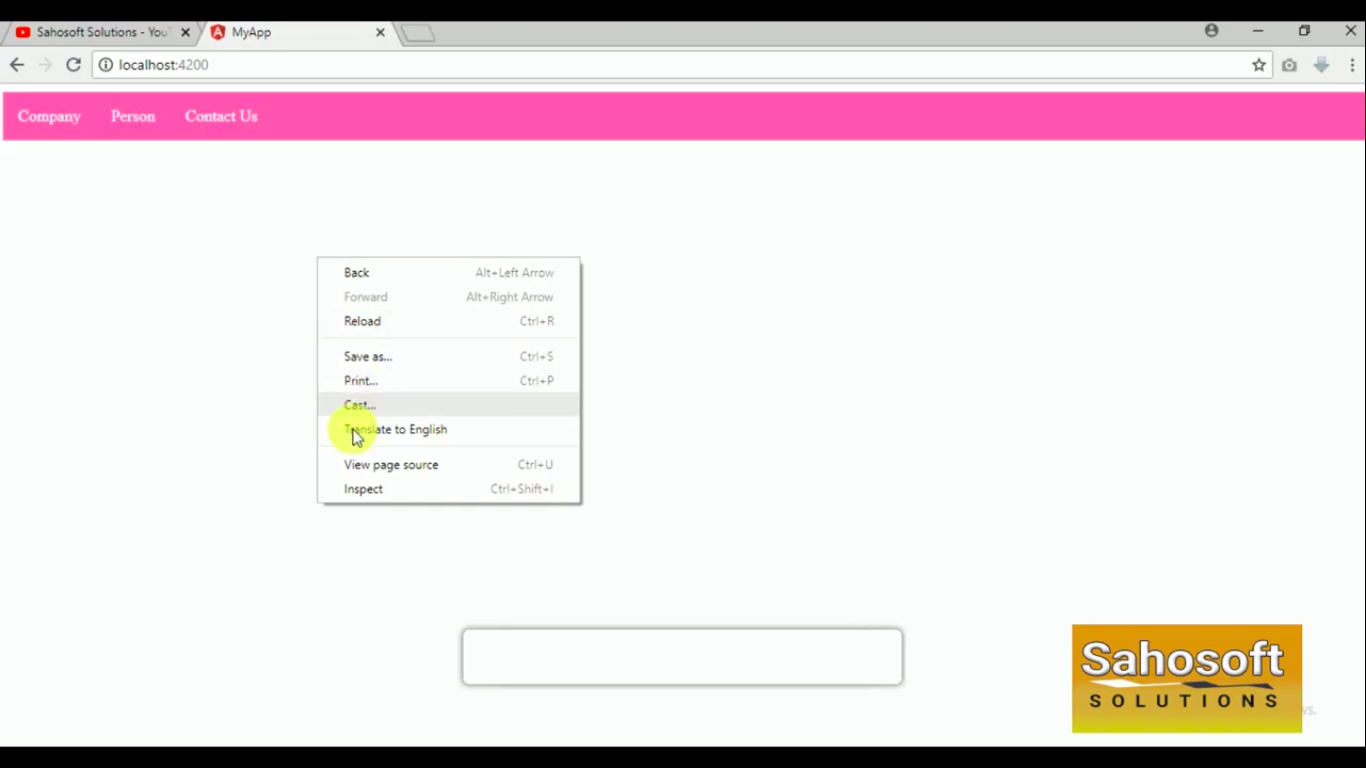 Sahosoft Solutions - YouT
MyApp
localhost:4200
Company Person Contact Us
Back Alt+Left Arrow
Forward Alt+Right Arrow
Reload Ctrl+R
Save as... Ctrl+S
Print... Ctrl+P
Cast...
Translate to English
View page source Ctrl+U
Inspect Ctrl+Shift+I
Sahosoft
SOLUTIONS
ws.